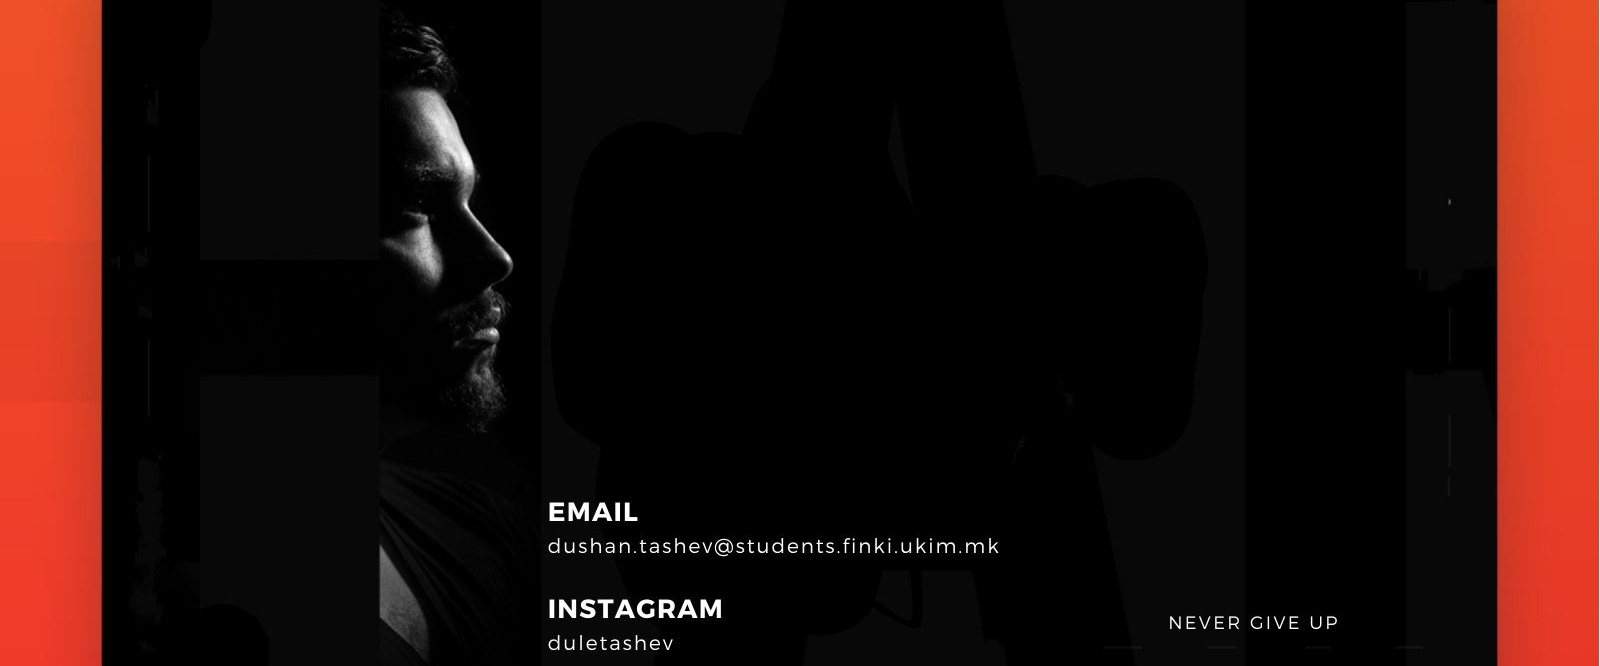 EMAIL
dushan.tashev@students.finki.ukim.mk
INSTAGRAM
duletashev
NEVER GIVE UP